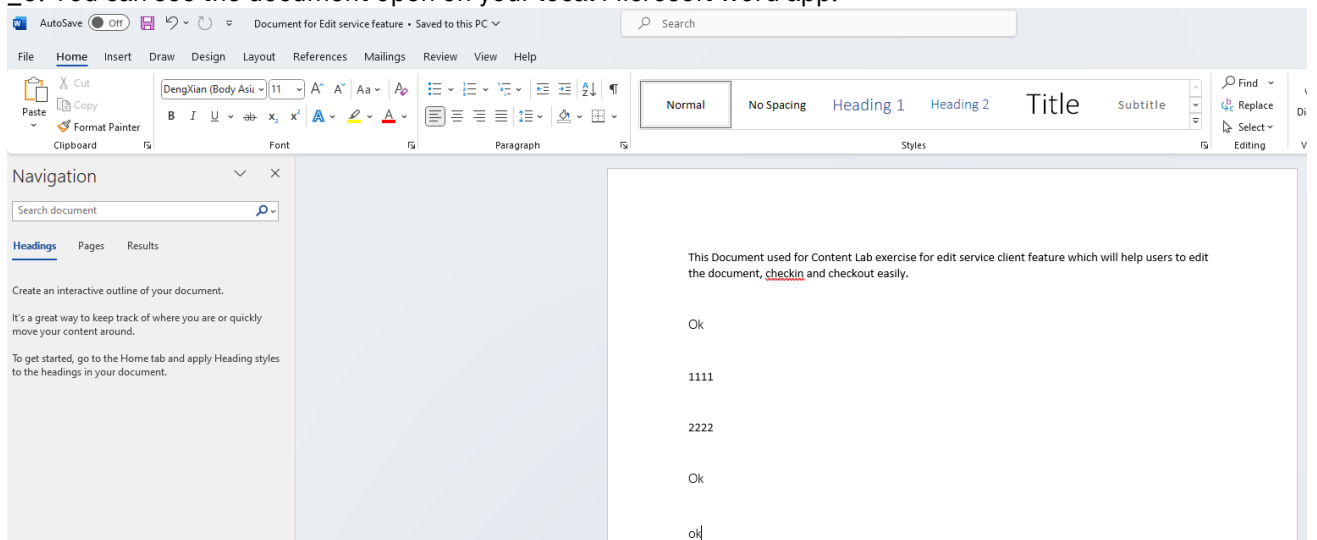 You can see the document open on your local Microsoft word app.
AutoSave Off Document for Edit service feature • Saved to this PC Search
File Home Insert Draw Design Layout References Mailings Review View Help
Cut
Copy
Paste
Format Painter
Clipboard
DengXian (Body Asi 11 A A Aa A
B I U ab x2 x2 A A
Font
Paragraph
Normal No Spacing Heading 1 Heading 2 Title Subtitle
Styles
Find
Replace
Select
Editing
Di
V
Navigation
Search document
Headings Pages Results
Create an interactive outline of your document.
It's a great way to keep track of where you are or quickly
move your content around.
To get started, go to the Home tab and apply Heading styles
to the headings in your document.
This Document used for Content Lab exercise for edit service client feature which will help users to edit
the document, checkin and checkout easily.
Ok
1111
2222
Ok
ok